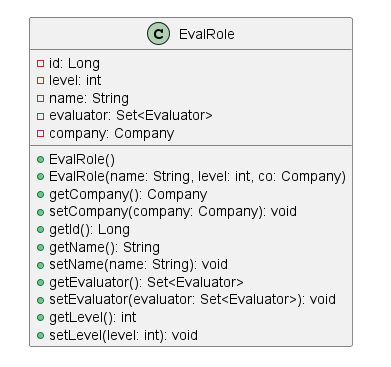 C EvalRole
id: Long
level: int
name: String
evaluator: Set<Evaluator>
company: Company
EvalRole()
EvalRole(name: String, level: int, co: Company)
getCompany(): Company
setCompany(company: Company): void
getId(): Long
getName(): String
setName(name: String): void
getEvaluator(): Set<Evaluator>
setEvaluator(evaluator: Set<Evaluator>): void
getLevel(): int
setLevel(level: int): void